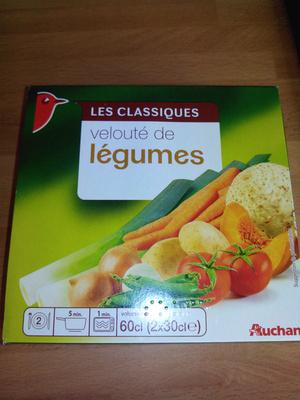 LES CLASSIQUES
velouté de
légumes
2
5 min.
1 min.
60cl (2x30cl e)
Auchan